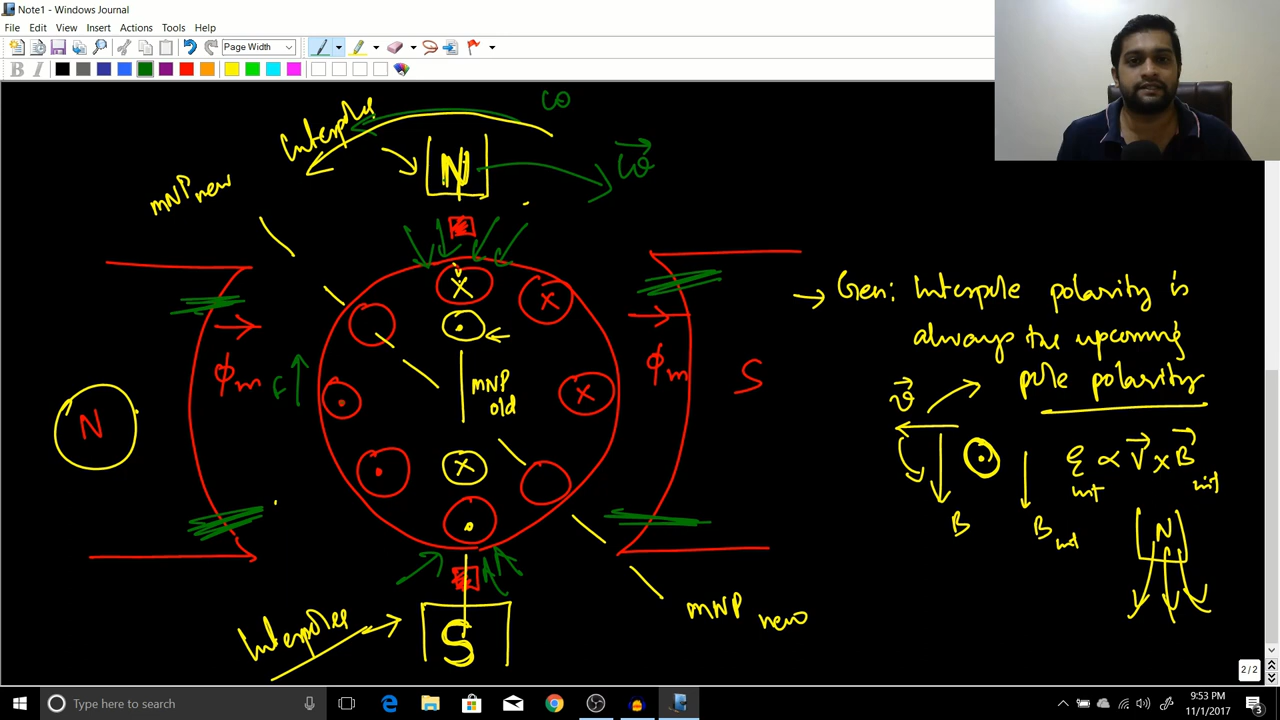 Note1 - Windows Journal
File Edit View Insert Actions Tools Help
Page Width
B I
Interpoles
ω
N
ω
MNP new
X
X
X
X
ϕm
ϕm
MNP
old
N
S
F
Interpoles
S
MNP new
→ Gen: Interpole polarity is
always the upcoming
pole polarity
v
B
B int
ξ int ∝ V x B int
N
2 / 2
Type here to search
9:53 PM
11/1/2017
3